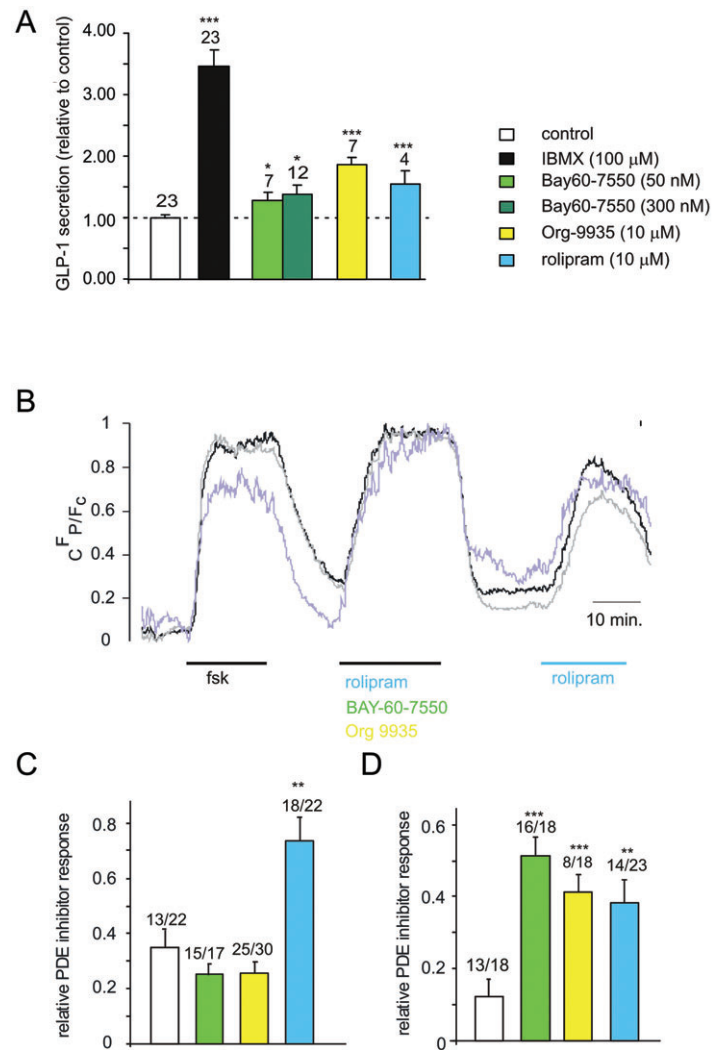 A
GLP-1 secretion (relative to control)
4.00
3.00
2.00
1.00
0.00
23
***
23
*
7
*
12
***
7
***
4
control
IBMX (100 µM)
Bay60-7550 (50 nM)
Bay60-7550 (300 nM)
Org-9935 (10 µM)
rolipram (10 µM)
B
CFP/FC
1
0.8
0.6
0.4
0.2
0
10 min.
fsk
rolipram
BAY-60-7550
Org 9935
rolipram
C
relative PDE inhibitor response
0.8
0.6
0.4
0.2
0
13/22
15/17
25/30
**
18/22
D
relative PDE inhibitor response
0.6
0.4
0.2
0
13/18
***
16/18
***
8/18
**
14/23